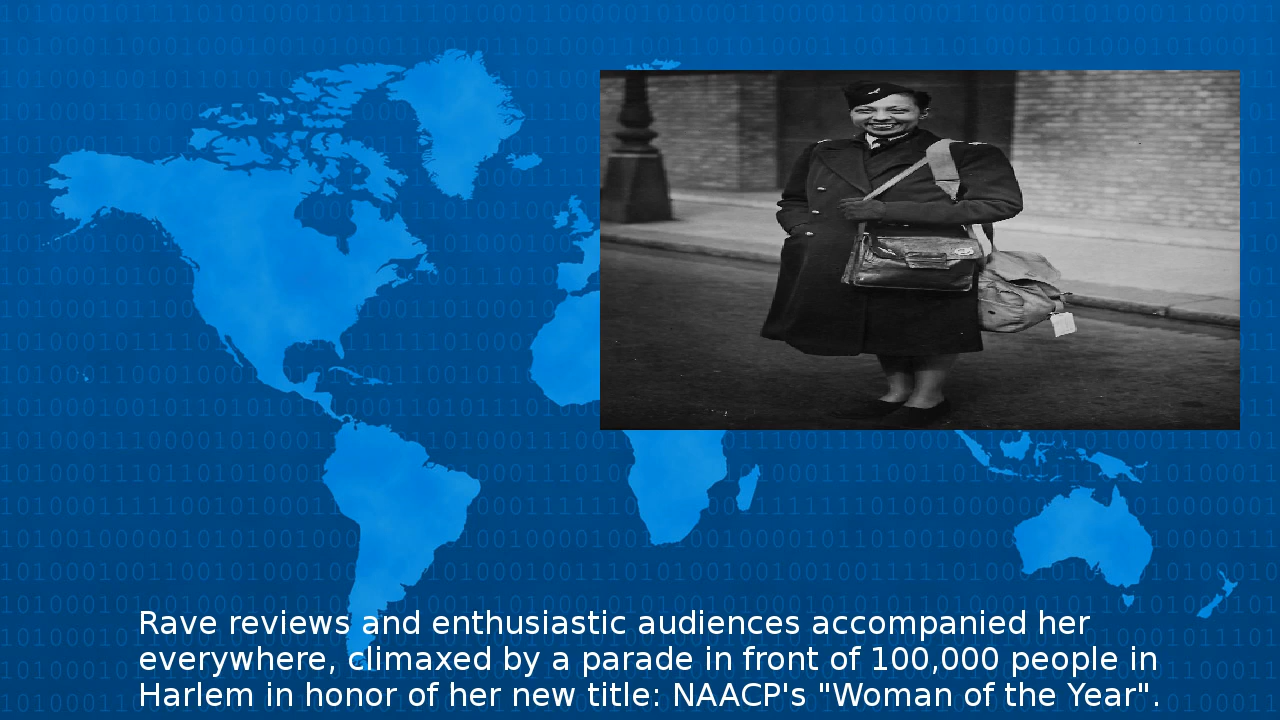 Rave reviews and enthusiastic audiences accompanied her
everywhere, climaxed by a parade in front of 100,000 people in
Harlem in honor of her new title: NAACP's "Woman of the Year".